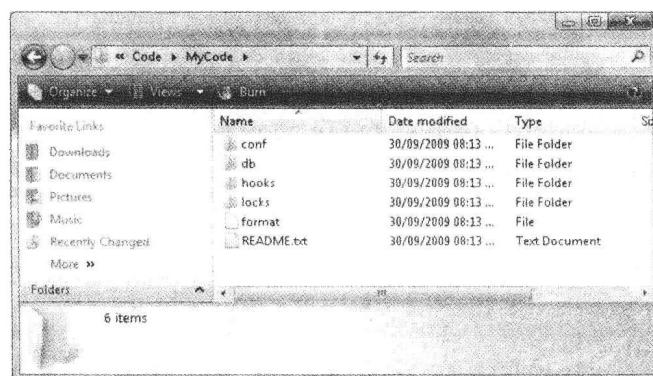 « Code ▸ MyCode ▸ Search
Organize Views Burn
Favorite Links
Downloads
Documents
Pictures
Music
Recently Changed
More »
Folders
Name Date modified Type Siz
conf 30/09/2009 08:13 ... File Folder
db 30/09/2009 08:13 ... File Folder
hooks 30/09/2009 08:13 ... File Folder
locks 30/09/2009 08:13 ... File Folder
format 30/09/2009 08:13 ... File
README.txt 30/09/2009 08:13 ... Text Document
6 items